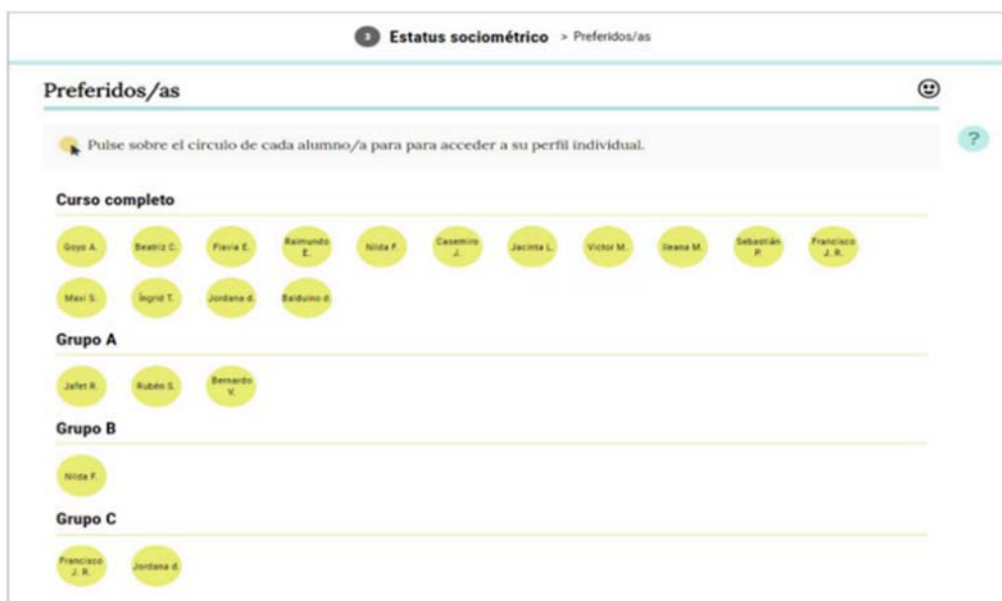 3 Estatus sociométrico > Preferidos/as
Preferidos/as
Pulse sobre el círculo de cada alumno/a para para acceder a su perfil individual.
?
Curso completo
Goyo A. Beatriz C. Flavia E. Raimundo E. Nilda F. Casemiro J. Jacinta L. Victor M. Ileana M. Sebastián P. Francisco J. R.
Maxi S. Íngrid T. Jordana d. Balduino d.
Grupo A
Jafet R. Rubén S. Bernardo V.
Grupo B
Nilda F.
Grupo C
Francisco J. R. Jordana d.